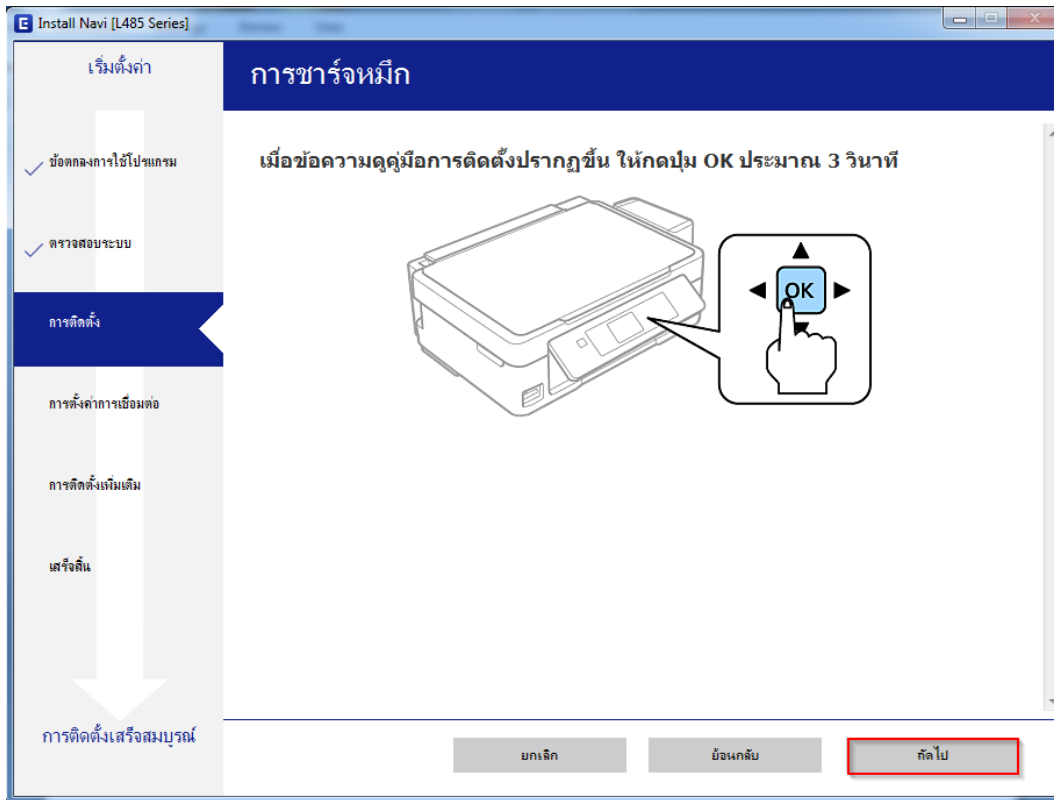 E Install Navi [L485 Series]
เริ่มตั้งค่า
การชาร์จหมึก
ข้อตกลงการใช้โปรแกรม
ตรวจสอบระบบ
การติดตั้ง
การตั้งค่าการเชื่อมต่อ
การติดตั้งเพิ่มเติม
เสร็จสิ้น
การติดตั้งเสร็จสมบูรณ์
เมื่อข้อความดูคู่มือการติดตั้งปรากฏขึ้น ให้กดปุ่ม OK ประมาณ 3 วินาที
OK
ยกเลิก
ย้อนกลับ
ถัดไป